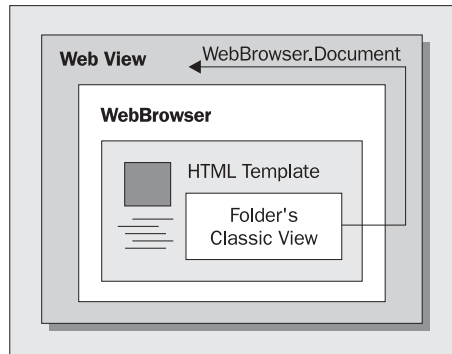 Web View
WebBrowser.Document
WebBrowser
HTML Template
Folder's
Classic View